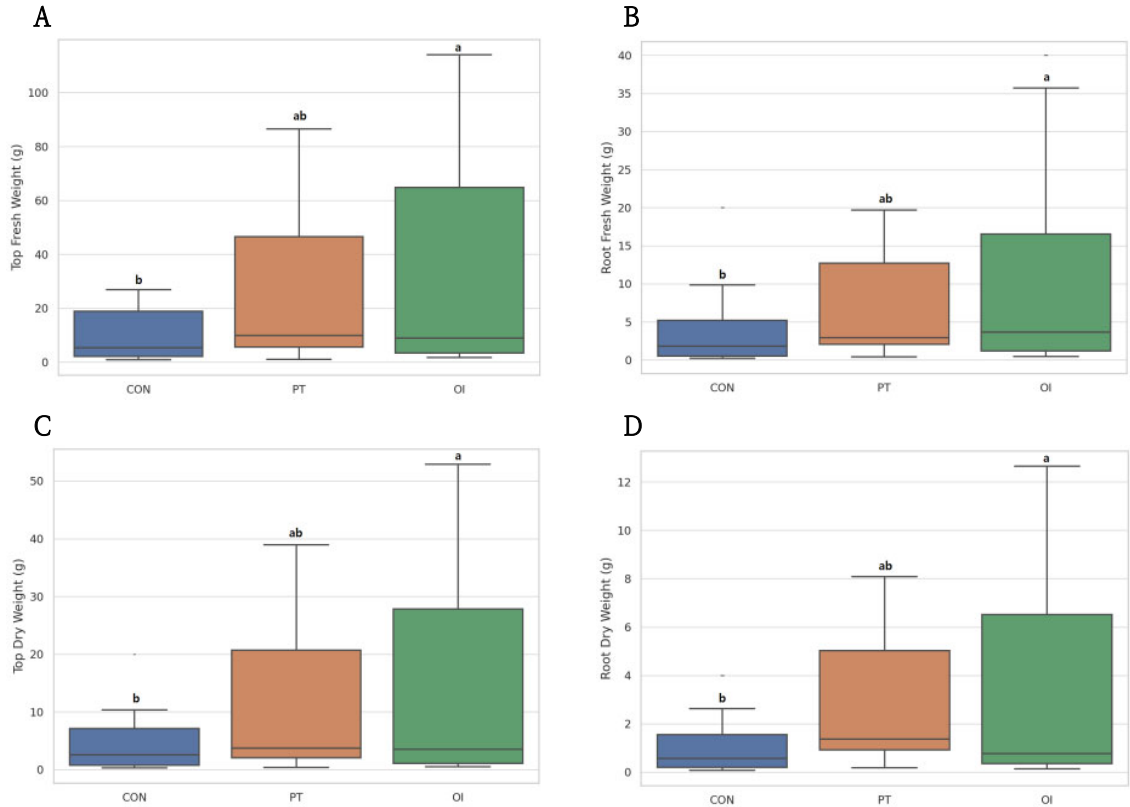 A
Top Fresh Weight (g)
100
80
60
40
20
0
b
ab
a
CON PT OI
B
Root Fresh Weight (g)
40
35
30
25
20
15
10
5
0
b
ab
a
CON PT OI
C
Top Dry Weight (g)
50
40
30
20
10
0
b
ab
a
CON PT OI
D
Root Dry Weight (g)
12
10
8
6
4
2
0
b
ab
a
CON PT OI